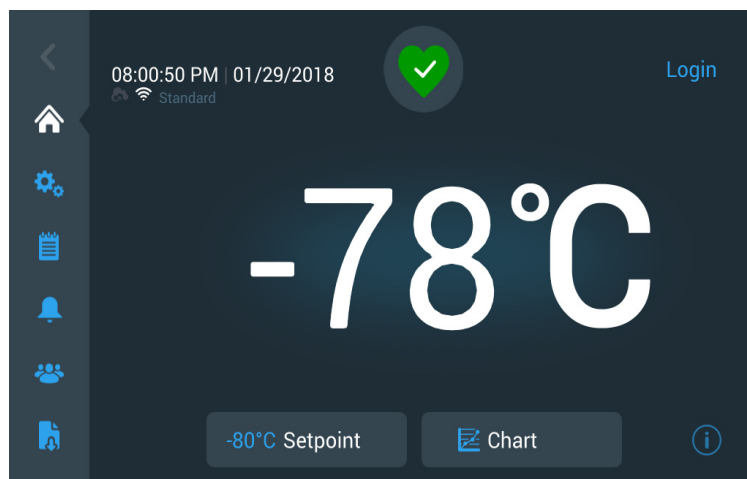 08:00:50 PM | 01/29/2018
Login
Standard
-78°C
-80°C Setpoint
Chart